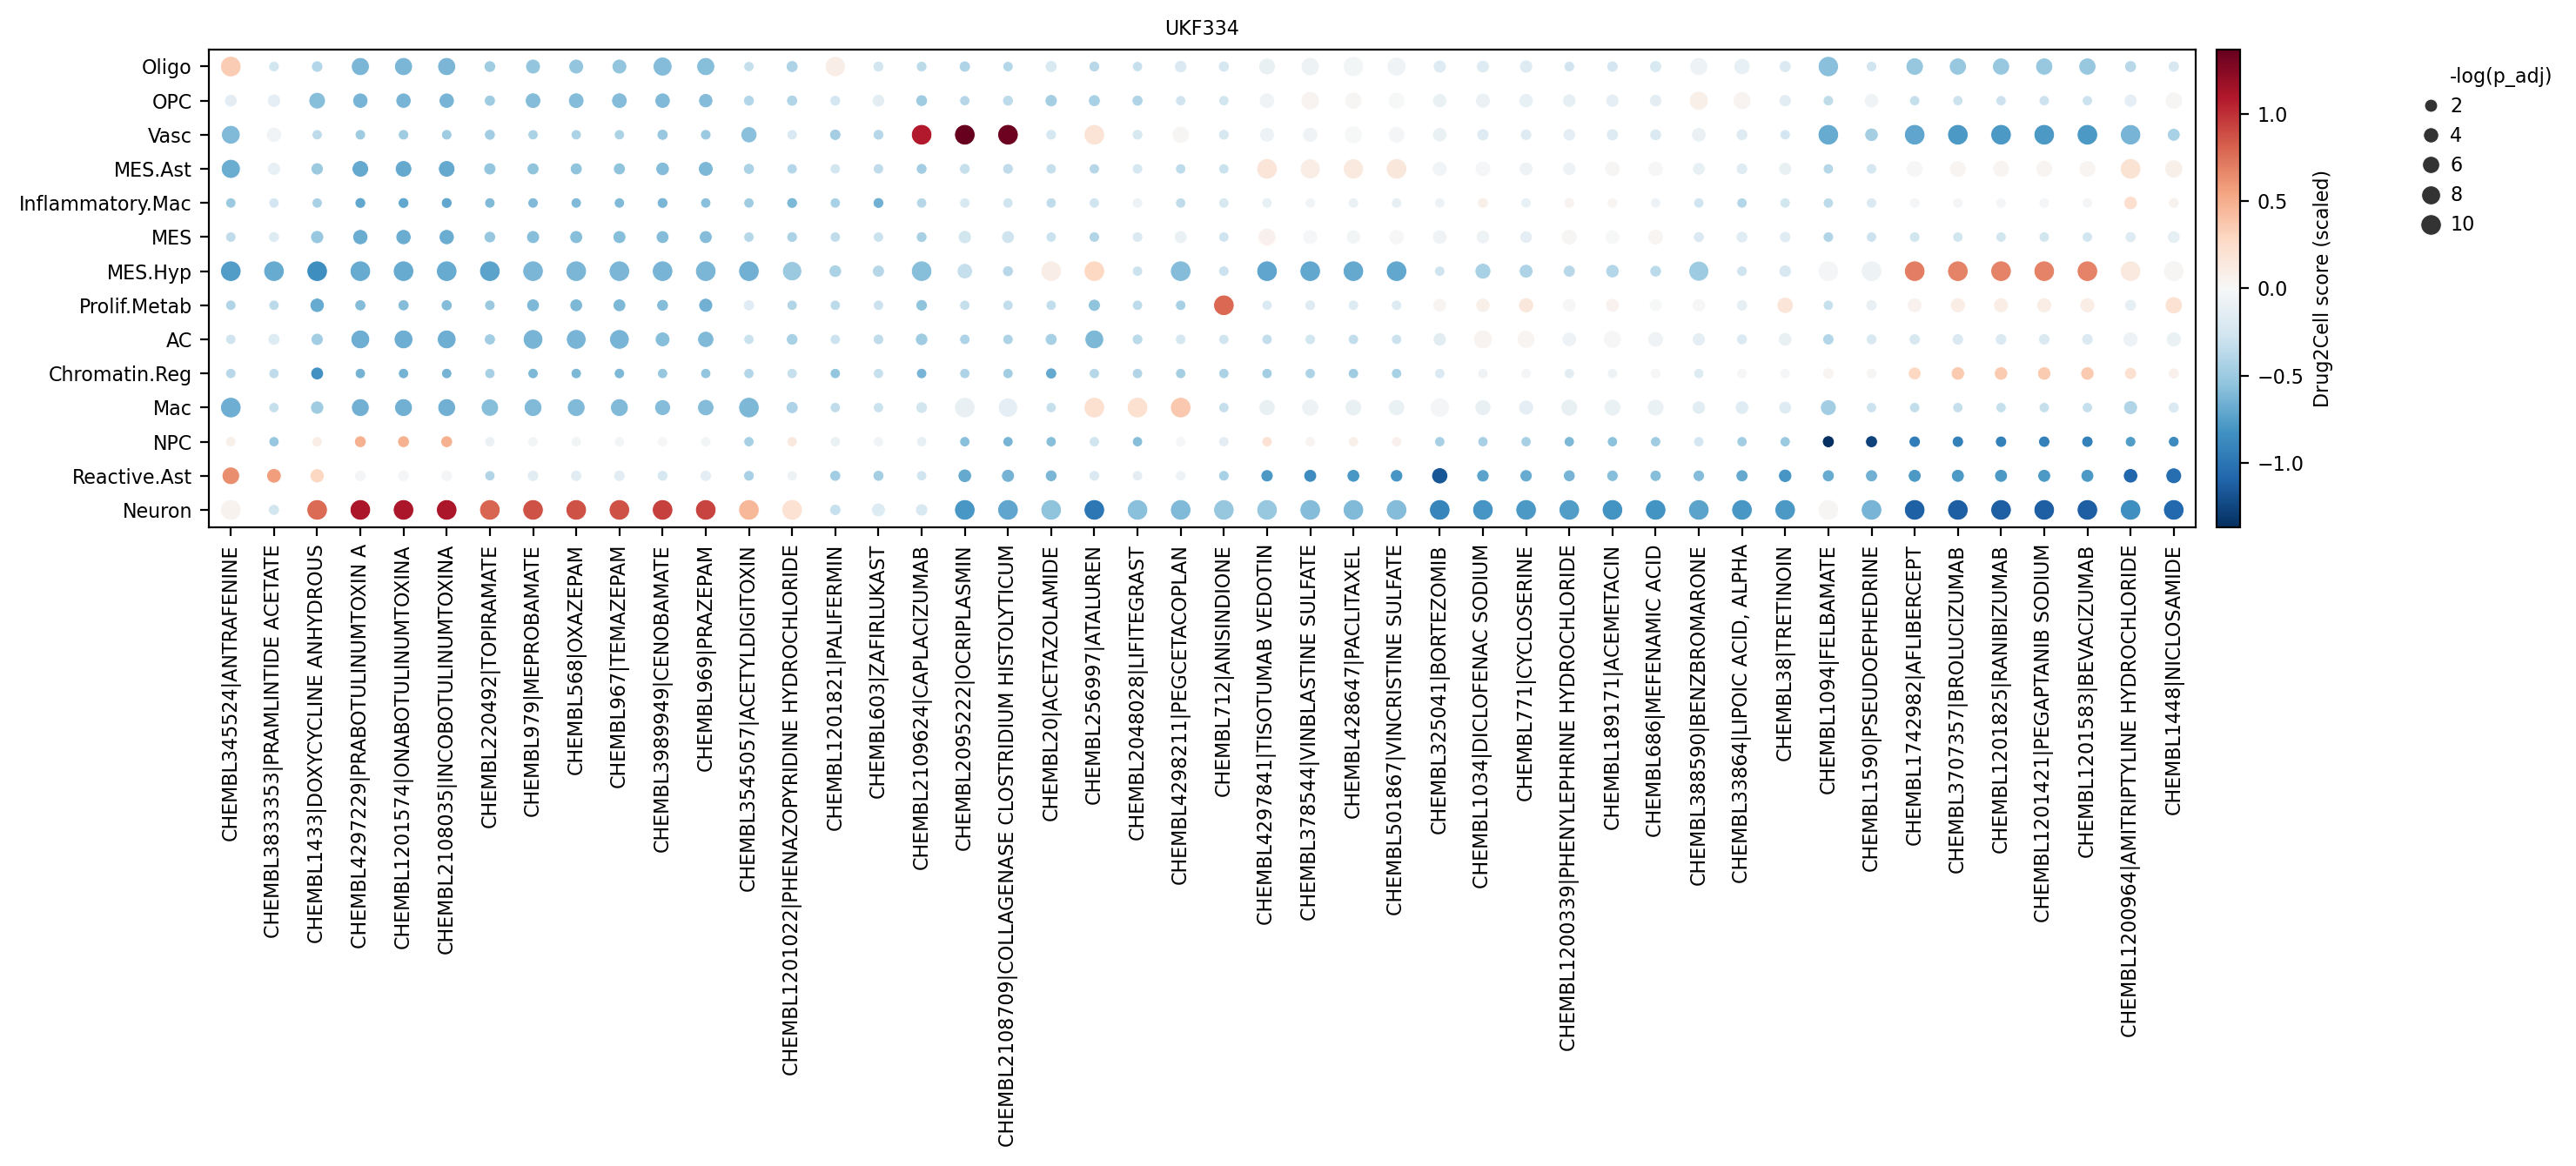 UKF334
Oligo
OPC
Vasc
MES.Ast
Inflammatory.Mac
MES
MES.Hyp
Prolif.Metab
AC
Chromatin.Reg
Mac
NPC
Reactive.Ast
Neuron
CHEMBL345524|ANTRAFENINE
CHEMBL3833353|PRAMLINTIDE ACETATE
CHEMBL1433|DOXYCYCLINE ANHYDROUS
CHEMBL4297229|PRABOTULINUMTOXIN A
CHEMBL1201574|ONABOTULINUMTOXINA
CHEMBL2108035|INCOBOTULINUMTOXINA
CHEMBL220492|TOPIRAMATE
CHEMBL979|MEPROBAMATE
CHEMBL568|OXAZEPAM
CHEMBL967|TEMAZEPAM
CHEMBL3989949|CENOBAMATE
CHEMBL969|PRAZEPAM
CHEMBL3545057|ACETYLDIGITOXIN
CHEMBL1201022|PHENAZOPYRIDINE HYDROCHLORIDE
CHEMBL1201821|PALIFERMIN
CHEMBL603|ZAFIRLUKAST
CHEMBL2109624|CAPLACIZUMAB
CHEMBL2095222|OCRIPLASMIN
CHEMBL2108709|COLLAGENASE CLOSTRIDIUM HISTOLYTICUM
CHEMBL20|ACETAZOLAMIDE
CHEMBL256997|ATALUREN
CHEMBL2048028|LIFITEGRAST
CHEMBL4298211|PEGCETACOPLAN
CHEMBL712|ANISINDIONE
CHEMBL4297841|TISOTUMAB VEDOTIN
CHEMBL378544|VINBLASTINE SULFATE
CHEMBL428647|PACLITAXEL
CHEMBL501867|VINCRISTINE SULFATE
CHEMBL325041|BORTEZOMIB
CHEMBL1034|DICLOFENAC SODIUM
CHEMBL771|CYCLOSERINE
CHEMBL1200339|PHENYLEPHRINE HYDROCHLORIDE
CHEMBL189171|ACEMETACIN
CHEMBL686|MEFENAMIC ACID
CHEMBL388590|BENZBROMARONE
CHEMBL33864|LIPOIC ACID, ALPHA
CHEMBL38|TRETINOIN
CHEMBL1094|FELBAMATE
CHEMBL1590|PSEUDOEPHEDRINE
CHEMBL1742982|AFLIBERCEPT
CHEMBL3707357|BROLUCIZUMAB
CHEMBL1201825|RANIBIZUMAB
CHEMBL1201421|PEGAPTANIB SODIUM
CHEMBL1201583|BEVACIZUMAB
CHEMBL1200964|AMITRIPTYLINE HYDROCHLORIDE
CHEMBL1448|NICLOSAMIDE
1.0
0.5
0.0
−0.5
−1.0
Drug2Cell score (scaled)
-log(p_adj)
2
4
6
8
10